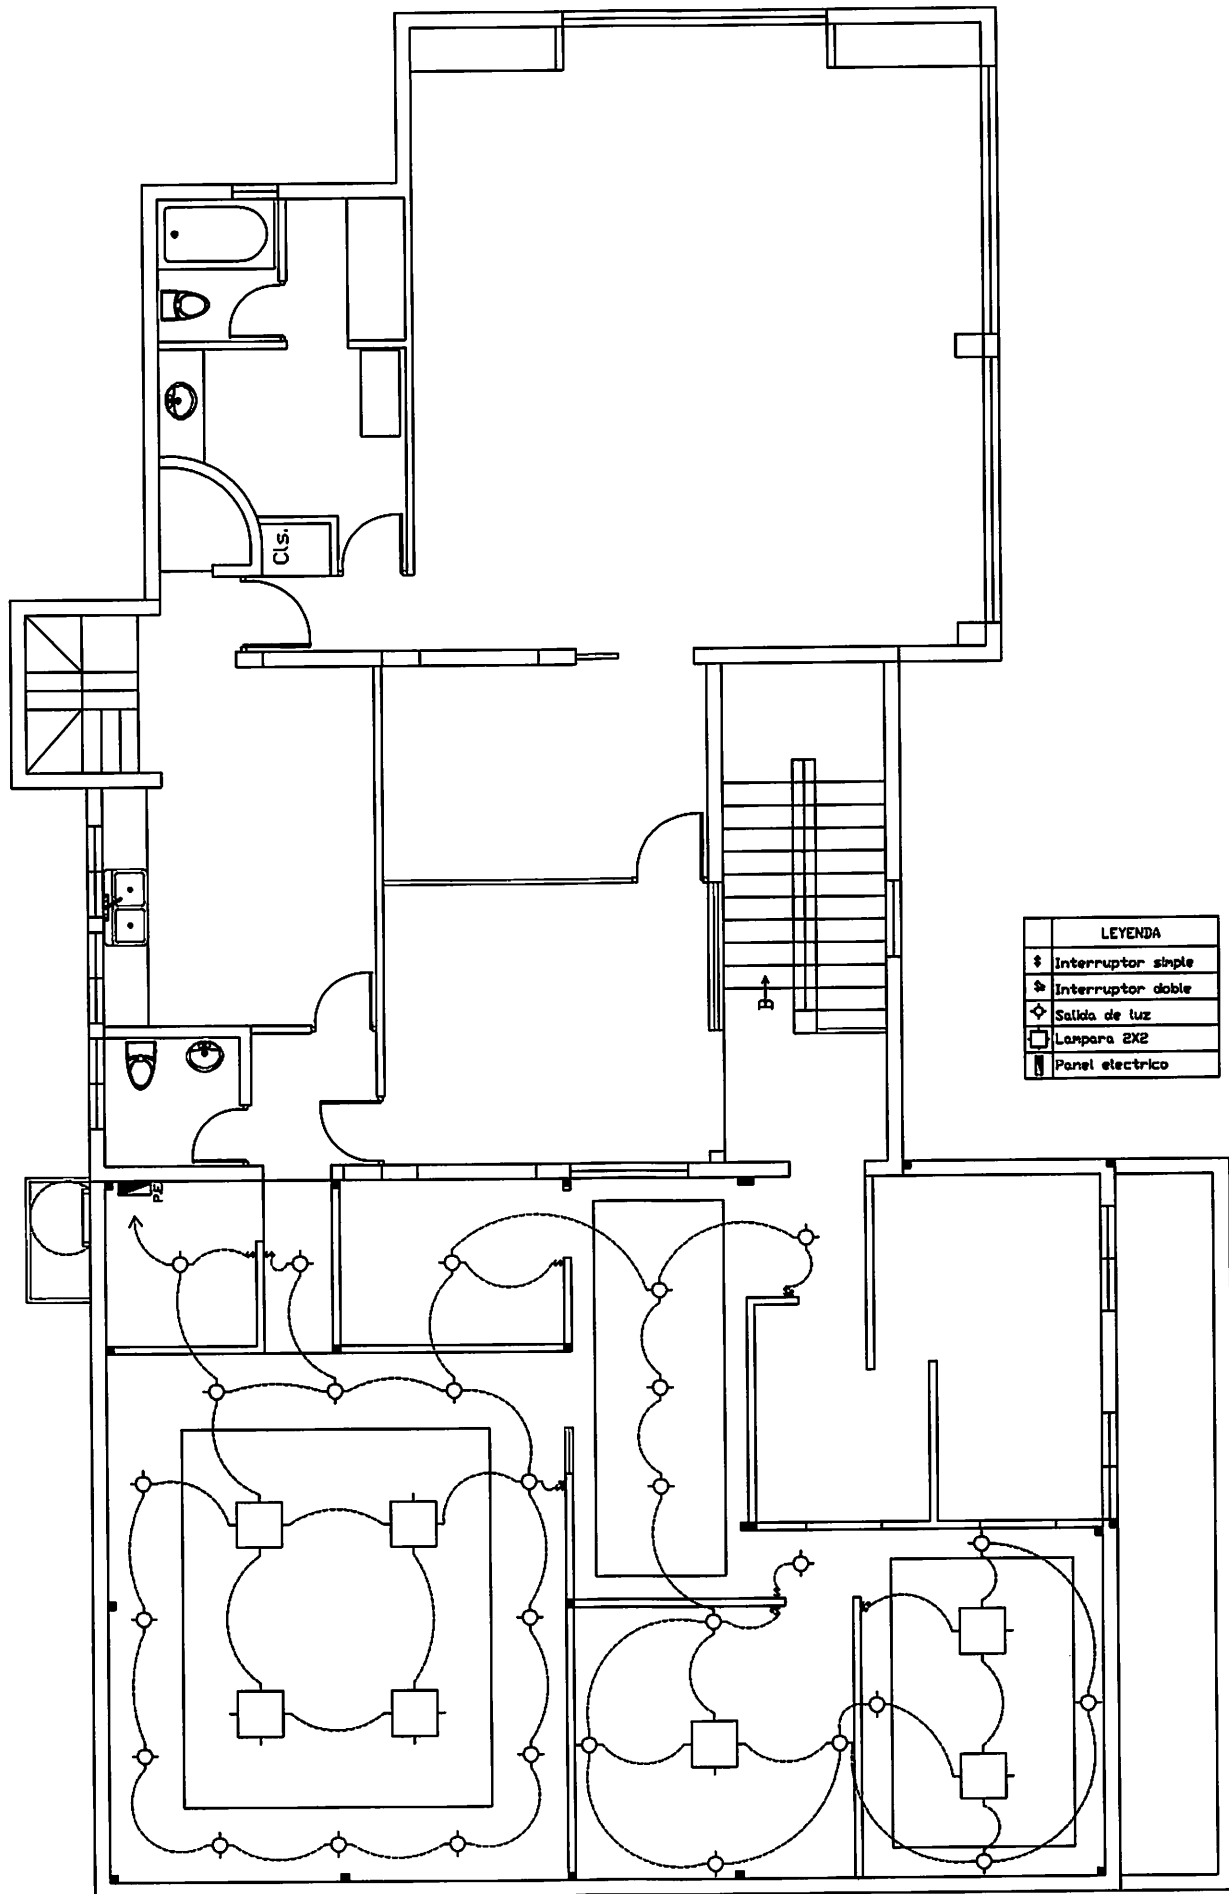 Cls.
B
LEYENDA
Interruptor simple
Interruptor doble
Salida de luz
Lampara 2X2
Panel electrico
PE